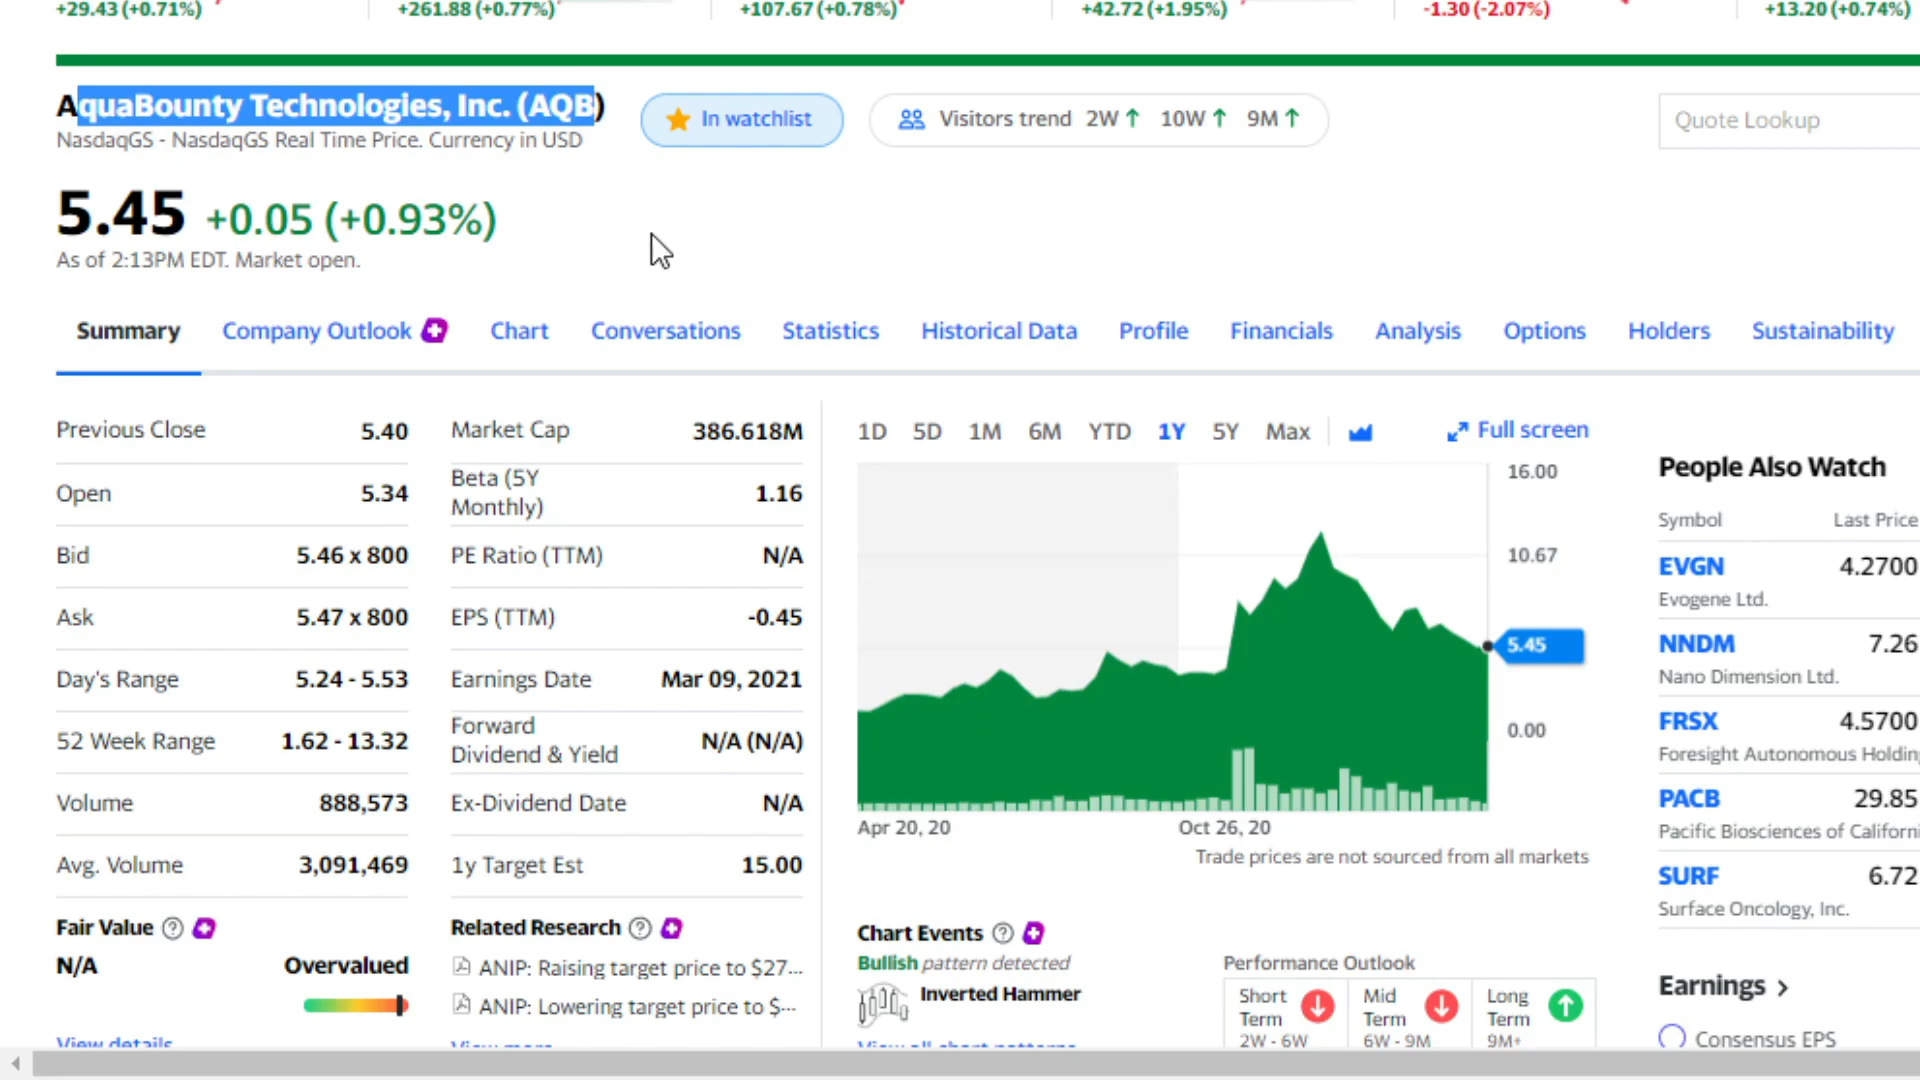 +29.43 (+0.71%) +261.88 (+0.77%) +107.67 (+0.78%) +42.72 (+1.95%) -1.30 (-2.07%) +13.20 (+0.74%)
AquaBounty Technologies, Inc. (AQB)
In watchlist
Visitors trend 2W 10W 9M
Quote Lookup
NasdaqGS - NasdaqGS Real Time Price. Currency in USD
5.45 +0.05 (+0.93%)
As of 2:13PM EDT. Market open.
Summary Company Outlook Chart Conversations Statistics Historical Data Profile Financials Analysis Options Holders Sustainability
Previous Close 5.40
Open 5.34
Bid 5.46 x 800
Ask 5.47 x 800
Day's Range 5.24 - 5.53
52 Week Range 1.62 - 13.32
Volume 888,573
Avg. Volume 3,091,469
Market Cap 386.618M
Beta (5Y
Monthly) 1.16
PE Ratio (TTM) N/A
EPS (TTM) -0.45
Earnings Date Mar 09, 2021
Forward
Dividend & Yield N/A (N/A)
Ex-Dividend Date N/A
1y Target Est 15.00
Fair Value
N/A Overvalued
View details
Related Research
ANIP: Raising target price to $27...
ANIP: Lowering target price to $...
View more
1D 5D 1M 6M YTD 1Y 5Y Max
Full screen
16.00
10.67
5.45
0.00
Apr 20, 20 Oct 26, 20
Trade prices are not sourced from all markets
Chart Events
Bullish pattern detected
Inverted Hammer
View all chart patterns
Performance Outlook
Short
Term
2W - 6W
Mid
Term
6W - 9M
Long
Term
9M+
People Also Watch
Symbol Last Price
EVGN 4.2700
Evogene Ltd.
NNDM 7.26
Nano Dimension Ltd.
FRSX 4.5700
Foresight Autonomous Holding
PACB 29.85
Pacific Biosciences of Californi
SURF 6.72
Surface Oncology, Inc.
Earnings
Consensus EPS